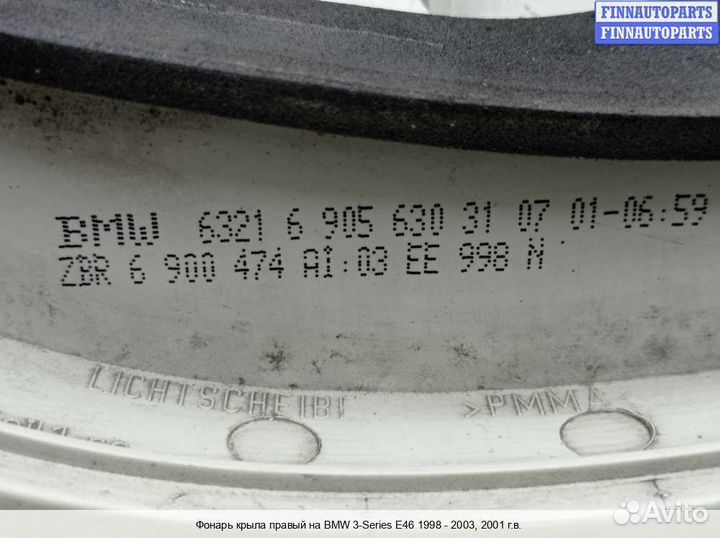 FINNAUTOPARTS
FINNAUTOPARTS
BMW 6321 6 905 630 31 07 01-06:59
ZBR 6 900 474 AI:03 EE 998 N
LICHTSCHEIBE
>PMMA
Фонарь крыла правый на BMW 3-Series E46 1998 - 2003, 2001 г.в.
Avito